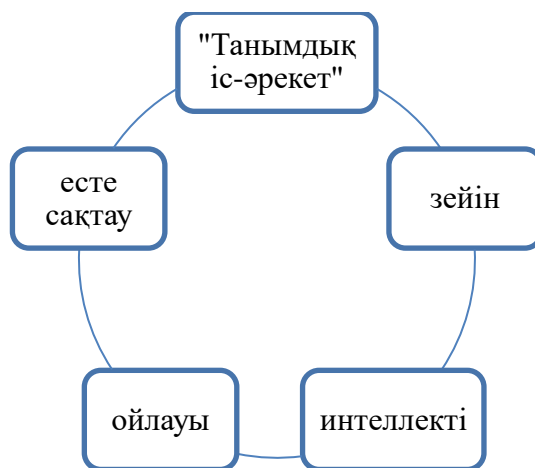 "Танымдық
іс-әрекет"
зейін
интеллекті
ойлауы
есте
сақтау